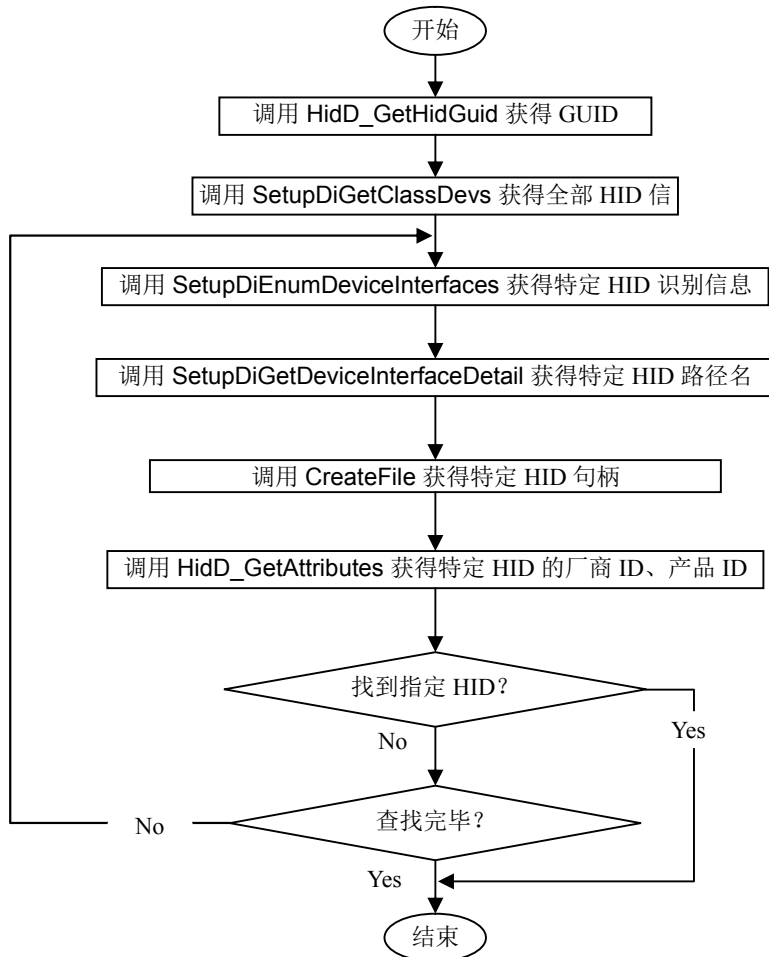 开始
调用 HidD_GetHidGuid 获得 GUID
调用 SetupDiGetClassDevs 获得全部 HID 信
调用 SetupDiEnumDeviceInterfaces 获得特定 HID 识别信息
调用 SetupDiGetDeviceInterfaceDetail 获得特定 HID 路径名
调用 CreateFile 获得特定 HID 句柄
调用 HidD_GetAttributes 获得特定 HID 的厂商 ID、产品 ID
找到指定 HID？
Yes
No
查找完毕？
No
Yes
结束